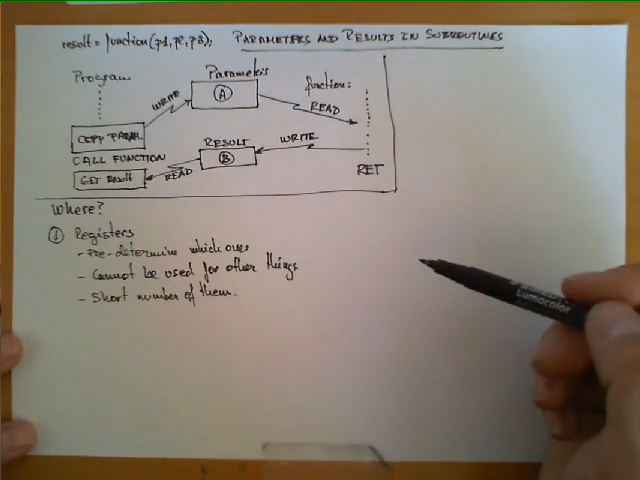 result = function(p1, p2, p3); PARAMETERS AND RESULTS IN SUBROUTINES
Program
Parameters
function:
WRITE
A
READ
COPY PARAM.
RESULT
WRITE
CALL FUNCTION
B
GET Result
READ
RET
Where?
1 Registers
- Pre-determine which ones
- Cannot be used for other things
- Short number of them.
Lumocolor